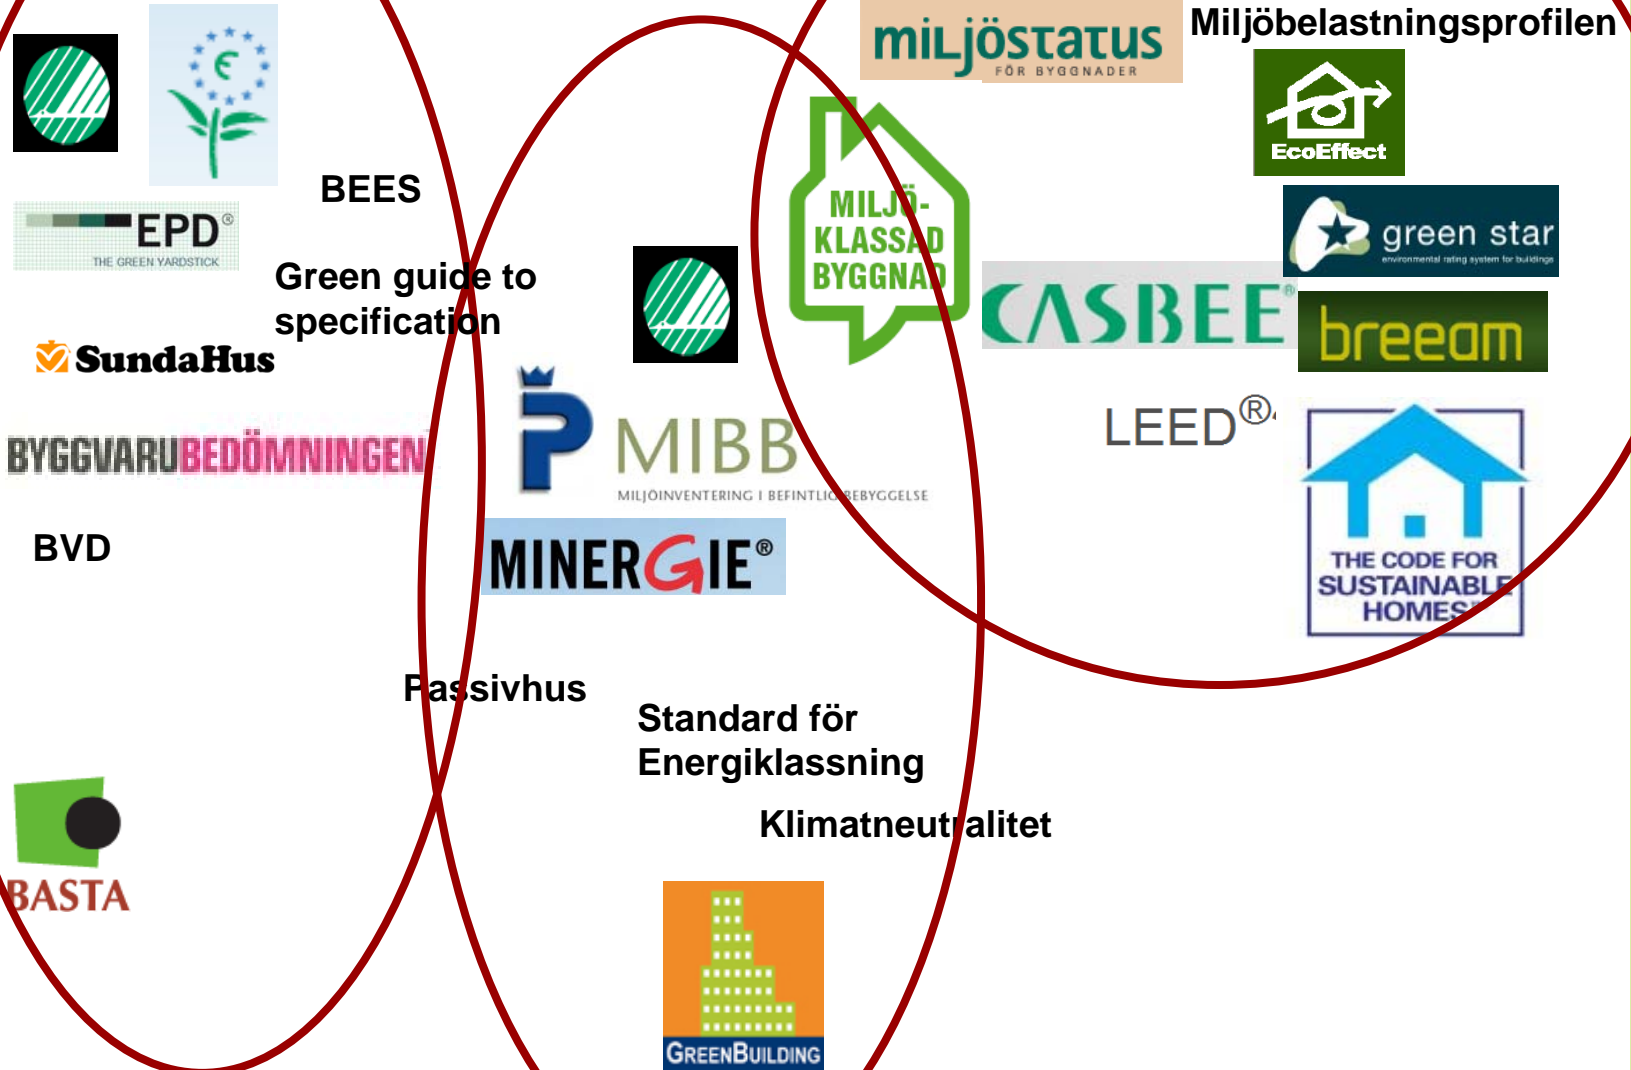 miljöstatus
FÖR BYGGNADER
Miljöbelastningsprofilen
EcoEffect
BEES
EPD®
THE GREEN YARDSTICK
Green guide to
specification
SundaHus
BYGGVARUBEDÖMNINGEN
BVD
MILJÖ-
KLASSAD
BYGGNAD
green star
environmental rating system for buildings
CASBEE®
breeam
LEED®
P
MIBB
MILJÖINVENTERING I BEFINTLIG BEBYGGELSE
MINERGIE®
THE CODE FOR
SUSTAINABLE
HOMES
Passivhus
Standard för
Energiklassning
Klimatneutralitet
BASTA
GREENBUILDING